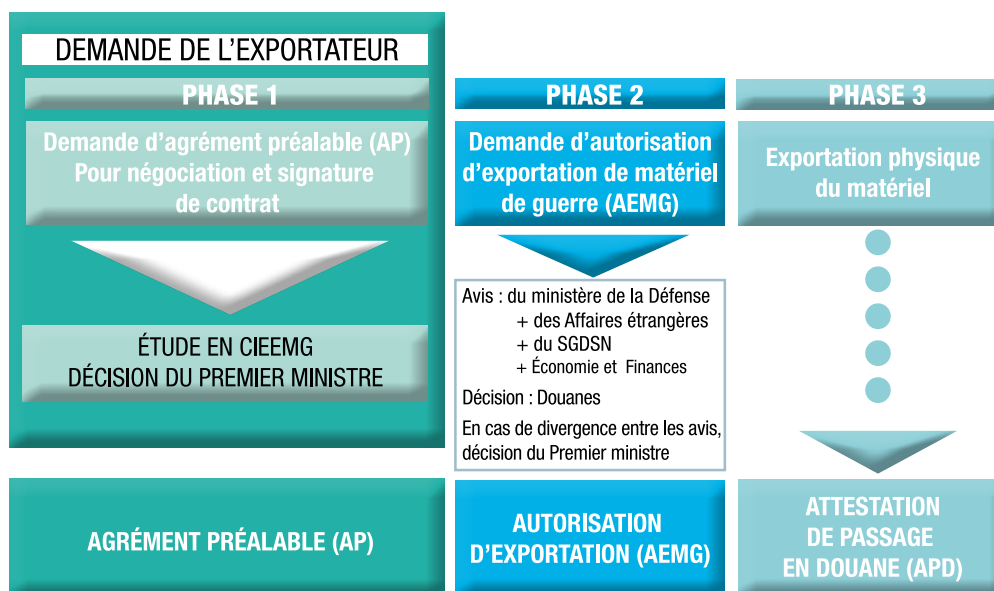 DEMANDE DE L'EXPORTATEUR
PHASE 1
Demande d'agrément préalable (AP)
Pour négociation et signature
de contrat
ÉTUDE EN CIEEMG
DÉCISION DU PREMIER MINISTRE
AGRÉMENT PRÉALABLE (AP)
PHASE 2
Demande d'autorisation
d'exportation de matériel
de guerre (AEMG)
Avis : du ministère de la Défense
+ des Affaires étrangères
+ du SGDSN
+ Économie et Finances
Décision : Douanes
En cas de divergence entre les avis,
décision du Premier ministre
AUTORISATION
D'EXPORTATION (AEMG)
PHASE 3
Exportation physique
du matériel
ATTESTATION
DE PASSAGE
EN DOUANE (APD)